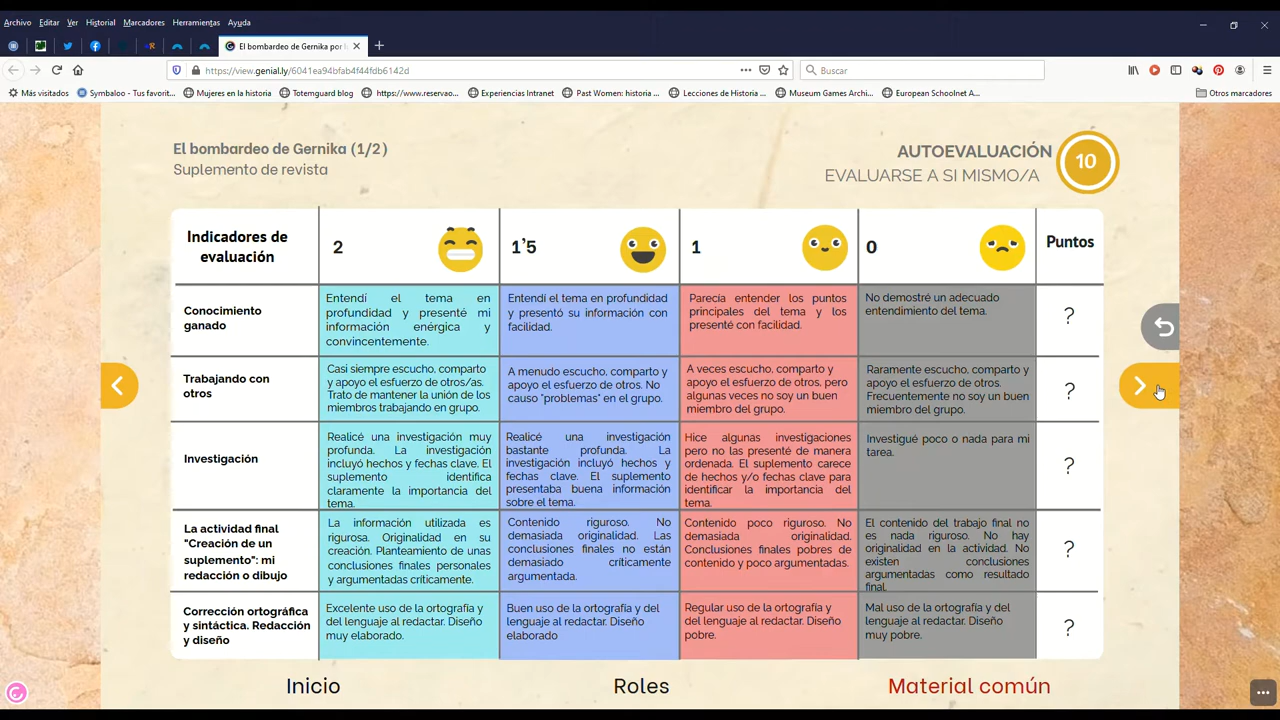 Archivo Editar Ver Historial Marcadores Herramientas Ayuda
El bombardeo de Gernika por l
https://view.genial.ly/6041ea94bfab4f44fdb6142d
Buscar
Más visitados Symbaloo - Tus favorit... Mujeres en la historia Totemguard blog https://www.reservao... Experiencias Intranet Past Women: historia ... Lecciones de Historia ... Museum Games Archi... European Schoolnet A... Otros marcadores
El bombardeo de Gernika (1/2)
Suplemento de revista
AUTOEVALUACIÓN
EVALUARSE A SI MISMO/A
10
Indicadores de
evaluación
2
1’5
1
0
Puntos
Conocimiento
ganado
Entendí el tema en
profundidad y presenté mi
información enérgica y
convincentemente.
Entendí el tema en profundidad
y presentó su información con
facilidad.
Parecía entender los puntos
principales del tema y los
presenté con facilidad.
No demostré un adecuado
entendimiento del tema.
?
Trabajando con
otros
Casi siempre escucho, comparto
y apoyo el esfuerzo de otros/as.
Trato de mantener la unión de los
miembros trabajando en grupo.
A menudo escucho, comparto y
apoyo el esfuerzo de otros. No
causo "problemas" en el grupo.
A veces escucho, comparto y
apoyo el esfuerzo de otros, pero
algunas veces no soy un buen
miembro del grupo.
Raramente escucho, comparto y
apoyo el esfuerzo de otros.
Frecuentemente no soy un buen
miembro del grupo.
?
Investigación
Realicé una investigación muy
profunda. La investigación
incluyó hechos y fechas clave. El
suplemento identifica
claramente la importancia del
tema.
Realicé una investigación
bastante profunda. La
investigación incluyó hechos y
fechas clave. El suplemento
presentaba buena información
sobre el tema.
Hice algunas investigaciones
pero no las presenté de manera
ordenada. El suplemento carece
de hechos y/o fechas clave para
identificar la importancia del
tema.
Investigué poco o nada para mi
tarea.
?
La actividad final
"Creación de un
suplemento": mi
redacción o dibujo
La información utilizada es
rigurosa. Originalidad en su
creación. Planteamiento de unas
conclusiones finales personales
y argumentadas críticamente.
Contenido riguroso. No
demasiada originalidad. Las
conclusiones finales no están
demasiado críticamente
argumentada.
Contenido poco riguroso. No
demasiada originalidad.
Conclusiones finales pobres de
contenido y poco argumentadas.
El contenido del trabajo final no
es nada riguroso. No hay
originalidad en la actividad. No
existen conclusiones
argumentadas como resultado
final.
?
Corrección ortográfica
y sintáctica. Redacción
y diseño
Excelente uso de la ortografía y
del lenguaje al redactar. Diseño
muy elaborado.
Buen uso de la ortografía y del
lenguaje al redactar. Diseño
elaborado
Regular uso de la ortografía y
del lenguaje al redactar. Diseño
pobre.
Mal uso de la ortografía y del
lenguaje al redactar. Diseño
muy pobre.
?
Inicio
Roles
Material común